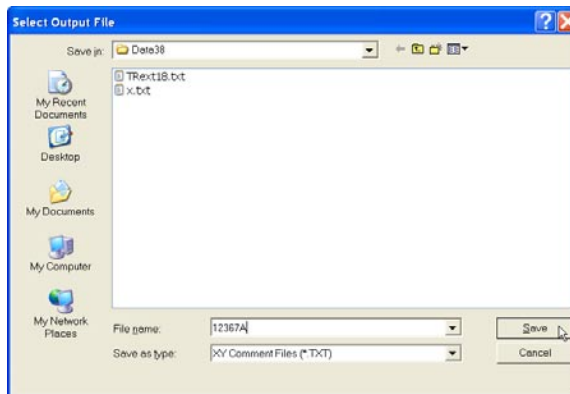 Select Output File
Save in:
Data38
TRext18.txt
x.txt
My Recent
Documents
Desktop
My Documents
My Computer
My Network
Places
File name:
12367A
Save
Save as type:
XY Comment Files (*.TXT)
Cancel